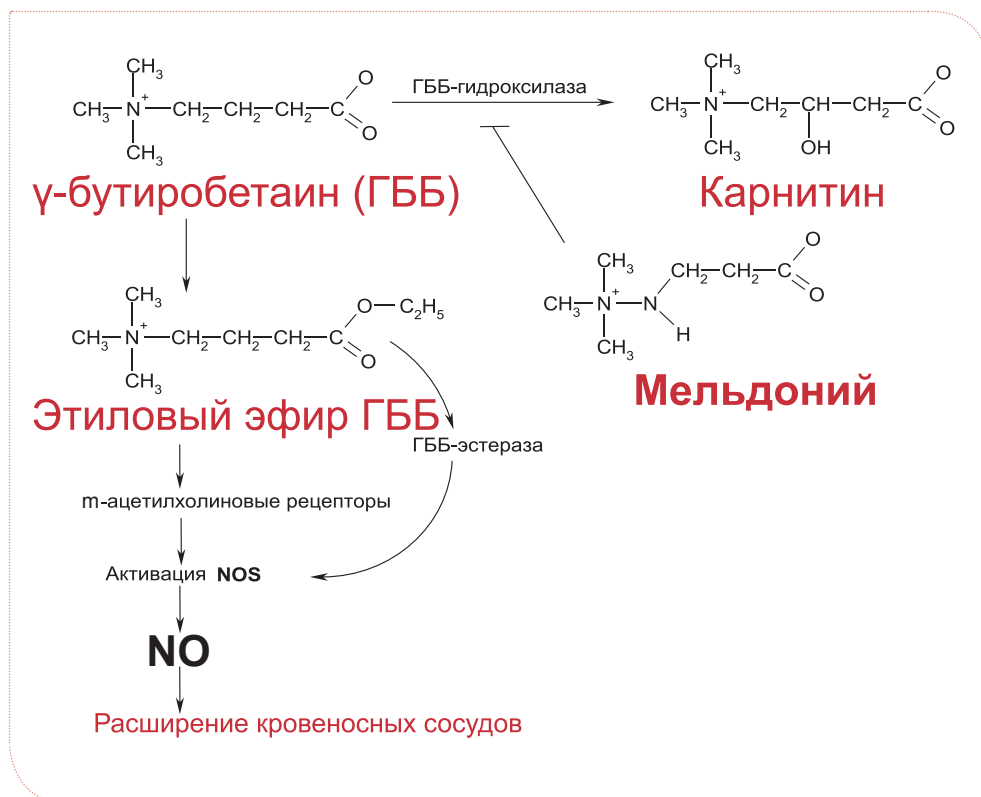 CH3 CH3
CH3 N+ CH2 CH2 CH2 C O O
CH3
ГББ-гидроксилаза
CH3 N+ CH2 CH CH2 C O O
CH3 OH
γ-бутиробетаин (ГББ)
Карнитин
CH3
CH3 N+ N CH2 CH2 C O O
CH3 H
Мельдоний
CH3
CH3 N+ CH2 CH2 CH2 C O C2H5
CH3 O
Этиловый эфир ГББ
ГББ-эстераза
m-ацетилхолиновые рецепторы
Активация NOS
NO
Расширение кровеносных сосудов